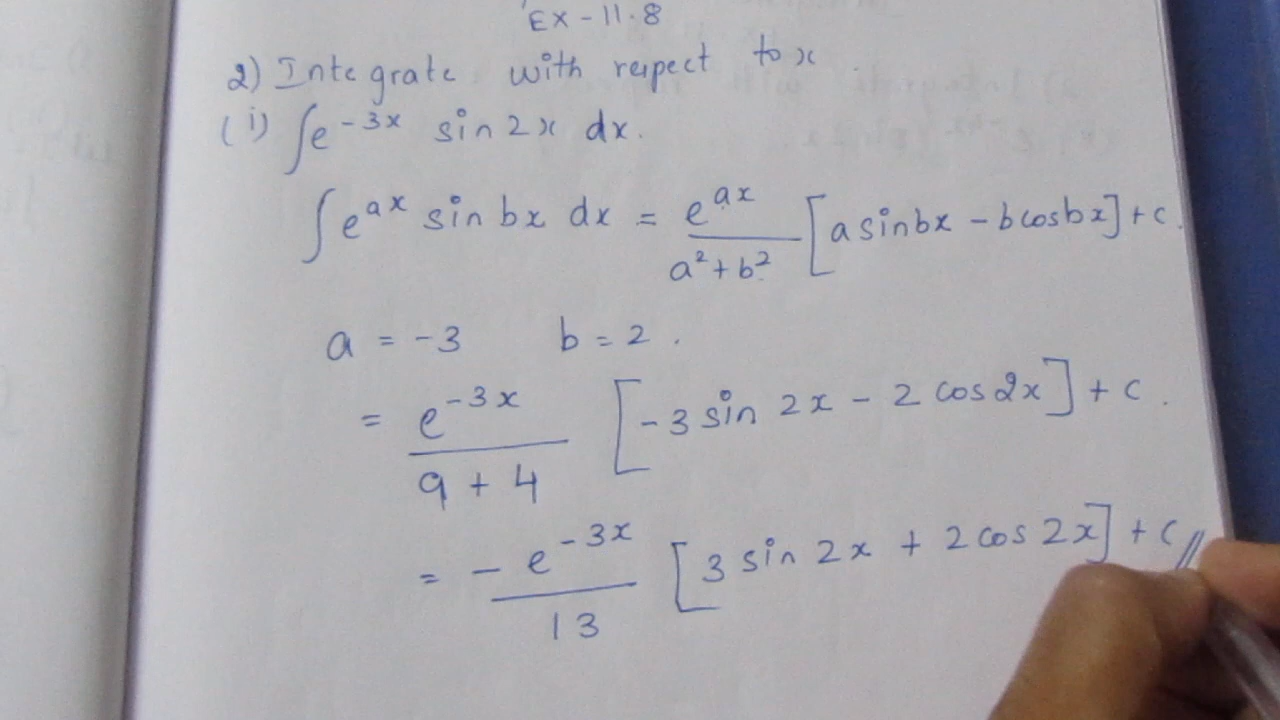 Ex - 11.8
2) Integrate with respect to x.
(i) ∫e^{-3x} sin 2x dx.
∫e^{ax} sin bx dx = e^{ax}/(a²+b²) [a sin bx - b cos bx] + c.
a = -3 b = 2.
= e^{-3x}/(9 + 4) [-3 sin 2x - 2 cos 2x] + c.
= -e^{-3x}/13 [3 sin 2x + 2 cos 2x] + c //